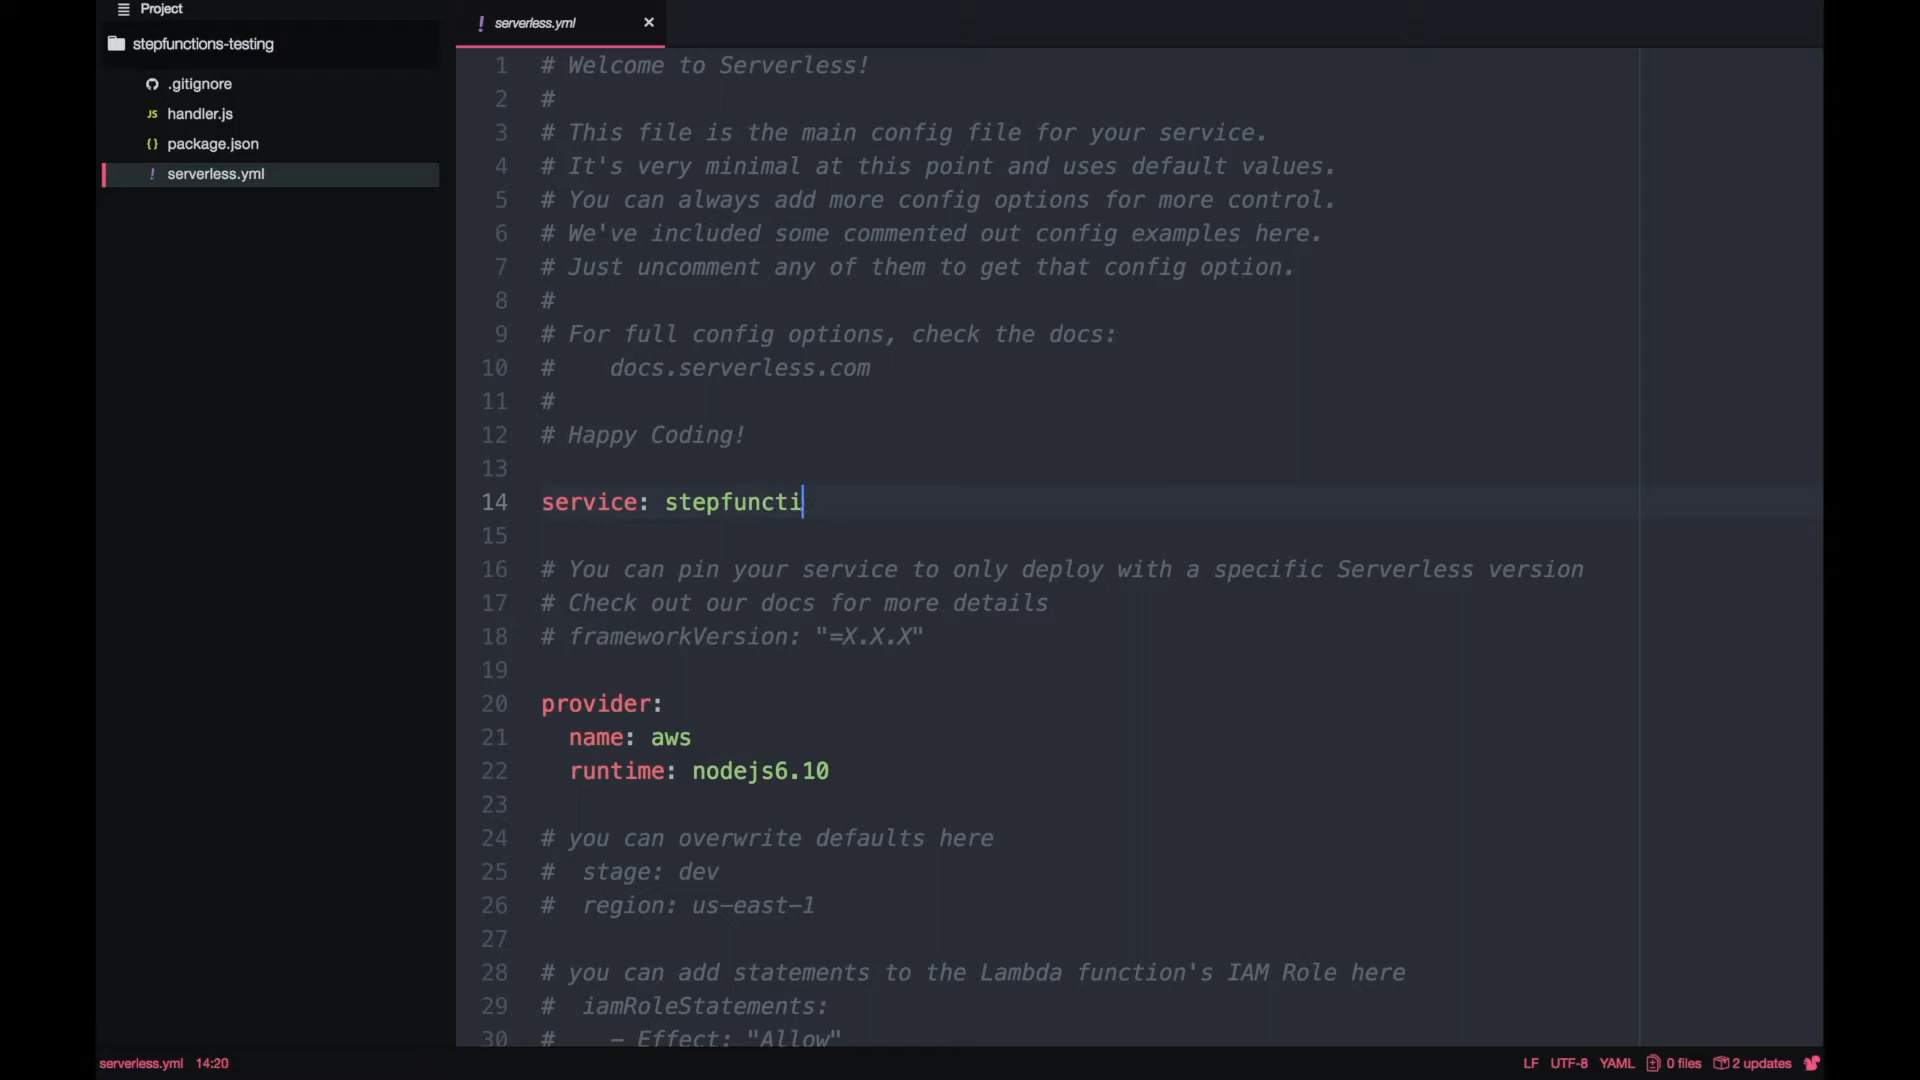 Project
stepfunctions-testing
.gitignore
JS handler.js
{} package.json
! serverless.yml
! serverless.yml ×
1 # Welcome to Serverless!
2 #
3 # This file is the main config file for your service.
4 # It's very minimal at this point and uses default values.
5 # You can always add more config options for more control.
6 # We've included some commented out config examples here.
7 # Just uncomment any of them to get that config option.
8 #
9 # For full config options, check the docs:
10 #    docs.serverless.com
11 #
12 # Happy Coding!
13
14 service: stepfuncti
15
16 # You can pin your service to only deploy with a specific Serverless version
17 # Check out our docs for more details
18 # frameworkVersion: "=X.X.X"
19
20 provider:
21   name: aws
22   runtime: nodejs6.10
23
24 # you can overwrite defaults here
25 #  stage: dev
26 #  region: us-east-1
27
28 # you can add statements to the Lambda function's IAM Role here
29 #  iamRoleStatements:
30 #    - Effect: "Allow"
serverless.yml 14:20
LF UTF-8 YAML 0 files 2 updates